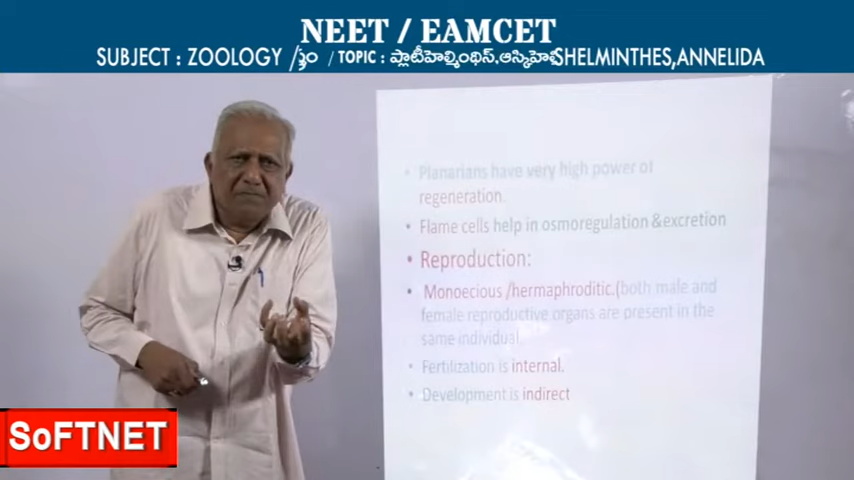 NEET / EAMCET
SUBJECT : ZOOLOGY / TOPIC : ప్లాటీహెల్మింథిస్,ఆస్కిహెల SHELMINTHES,ANNELIDA
• Planarians have very high power of
regeneration.
• Flame cells help in osmoregulation &excretion
• Reproduction:
• Monoecious /hermaphroditic.(both male and
female reproductive organs are present in the
same individual.
• Fertilization is internal.
• Development is indirect
SoFTNET